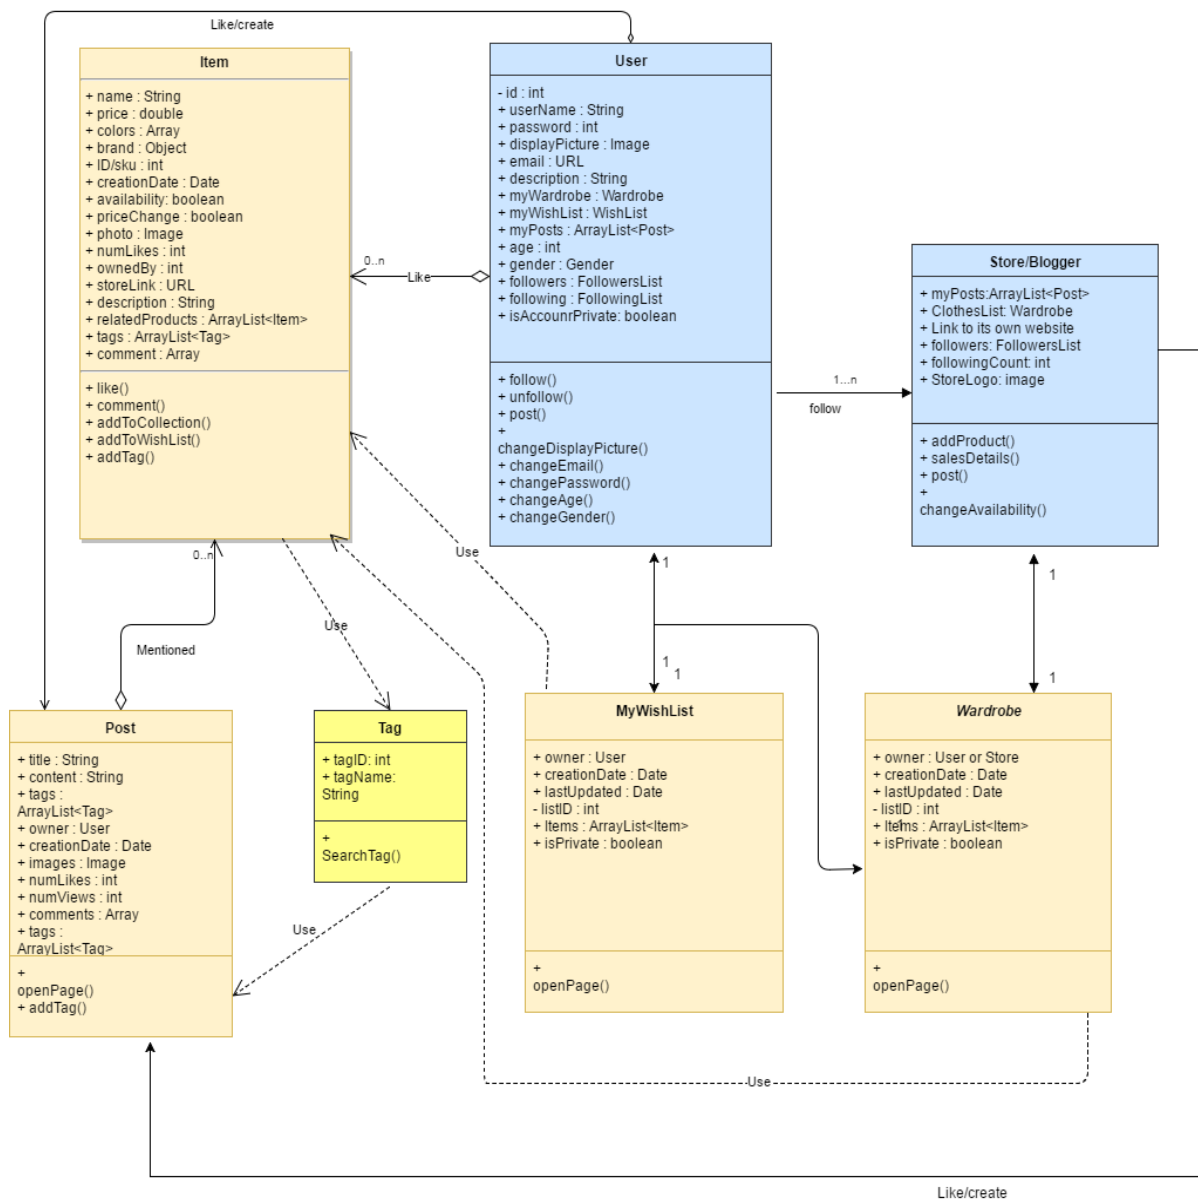 Like/create
Item
+ name : String
+ price : double
+ colors : Array
+ brand : Object
+ ID/sku : int
+ creationDate : Date
+ availability: boolean
+ priceChange : boolean
+ photo : Image
+ numLikes : int
+ ownedBy : int
+ storeLink : URL
+ description : String
+ relatedProducts : ArrayList<Item>
+ tags : ArrayList<Tag>
+ comment : Array
+ like()
+ comment()
+ addToCollection()
+ addToWishList()
+ addTag()
User
- id : int
+ userName : String
+ password : int
+ displayPicture : Image
+ email : URL
+ description : String
+ myWardrobe : Wardrobe
+ myWishList : WishList
+ myPosts : ArrayList<Post>
+ age : int
+ gender : Gender
+ followers : FollowersList
+ following : FollowingList
+ isAccounrPrivate: boolean
+ follow()
+ unfollow()
+ post()
+
changeDisplayPicture()
+ changeEmail()
+ changePassword()
+ changeAge()
+ changeGender()
0..n
Like
1...n
follow
Store/Blogger
+ myPosts:ArrayList<Post>
+ ClothesList: Wardrobe
+ Link to its own website
+ followers: FollowersList
+ followingCount: int
+ StoreLogo: image
+ addProduct()
+ salesDetails()
+ post()
+
changeAvailability()
0..n
Mentioned
Use
Use
1
1
1
1
1
Post
+ title : String
+ content : String
+ tags :
ArrayList<Tag>
+ owner : User
+ creationDate : Date
+ images : Image
+ numLikes : int
+ numViews : int
+ comments : Array
+ tags :
ArrayList<Tag>
+
openPage()
+ addTag()
Tag
+ tagID: int
+ tagName:
String
+
SearchTag()
Use
MyWishList
+ owner : User
+ creationDate : Date
+ lastUpdated : Date
- listID : int
+ Items : ArrayList<Item>
+ isPrivate : boolean
+
openPage()
Wardrobe
+ owner : User or Store
+ creationDate : Date
+ lastUpdated : Date
- listID : int
+ Items : ArrayList<Item>
+ isPrivate : boolean
+
openPage()
Use
Like/create